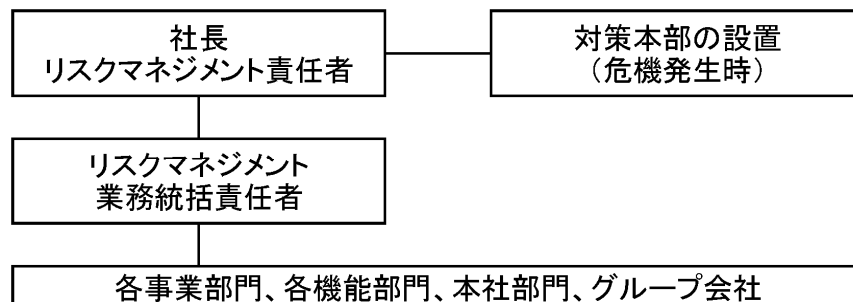 社長
リスクマネジメント責任者
対策本部の設置
（危機発生時）
リスクマネジメント
業務統括責任者
各事業部門、各機能部門、本社部門、グループ会社